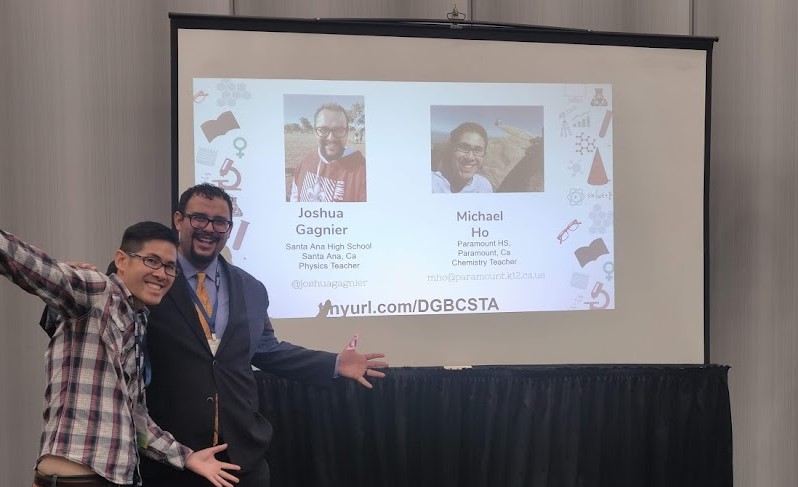 Joshua
Gagnier
Santa Ana High School
Santa Ana, Ca
Physics Teacher
@joshuagagnier
Michael
Ho
Paramount HS,
Paramount, Ca
Chemistry Teacher
mho@paramount.k12.ca.us
tinyurl.com/DGBCSTA